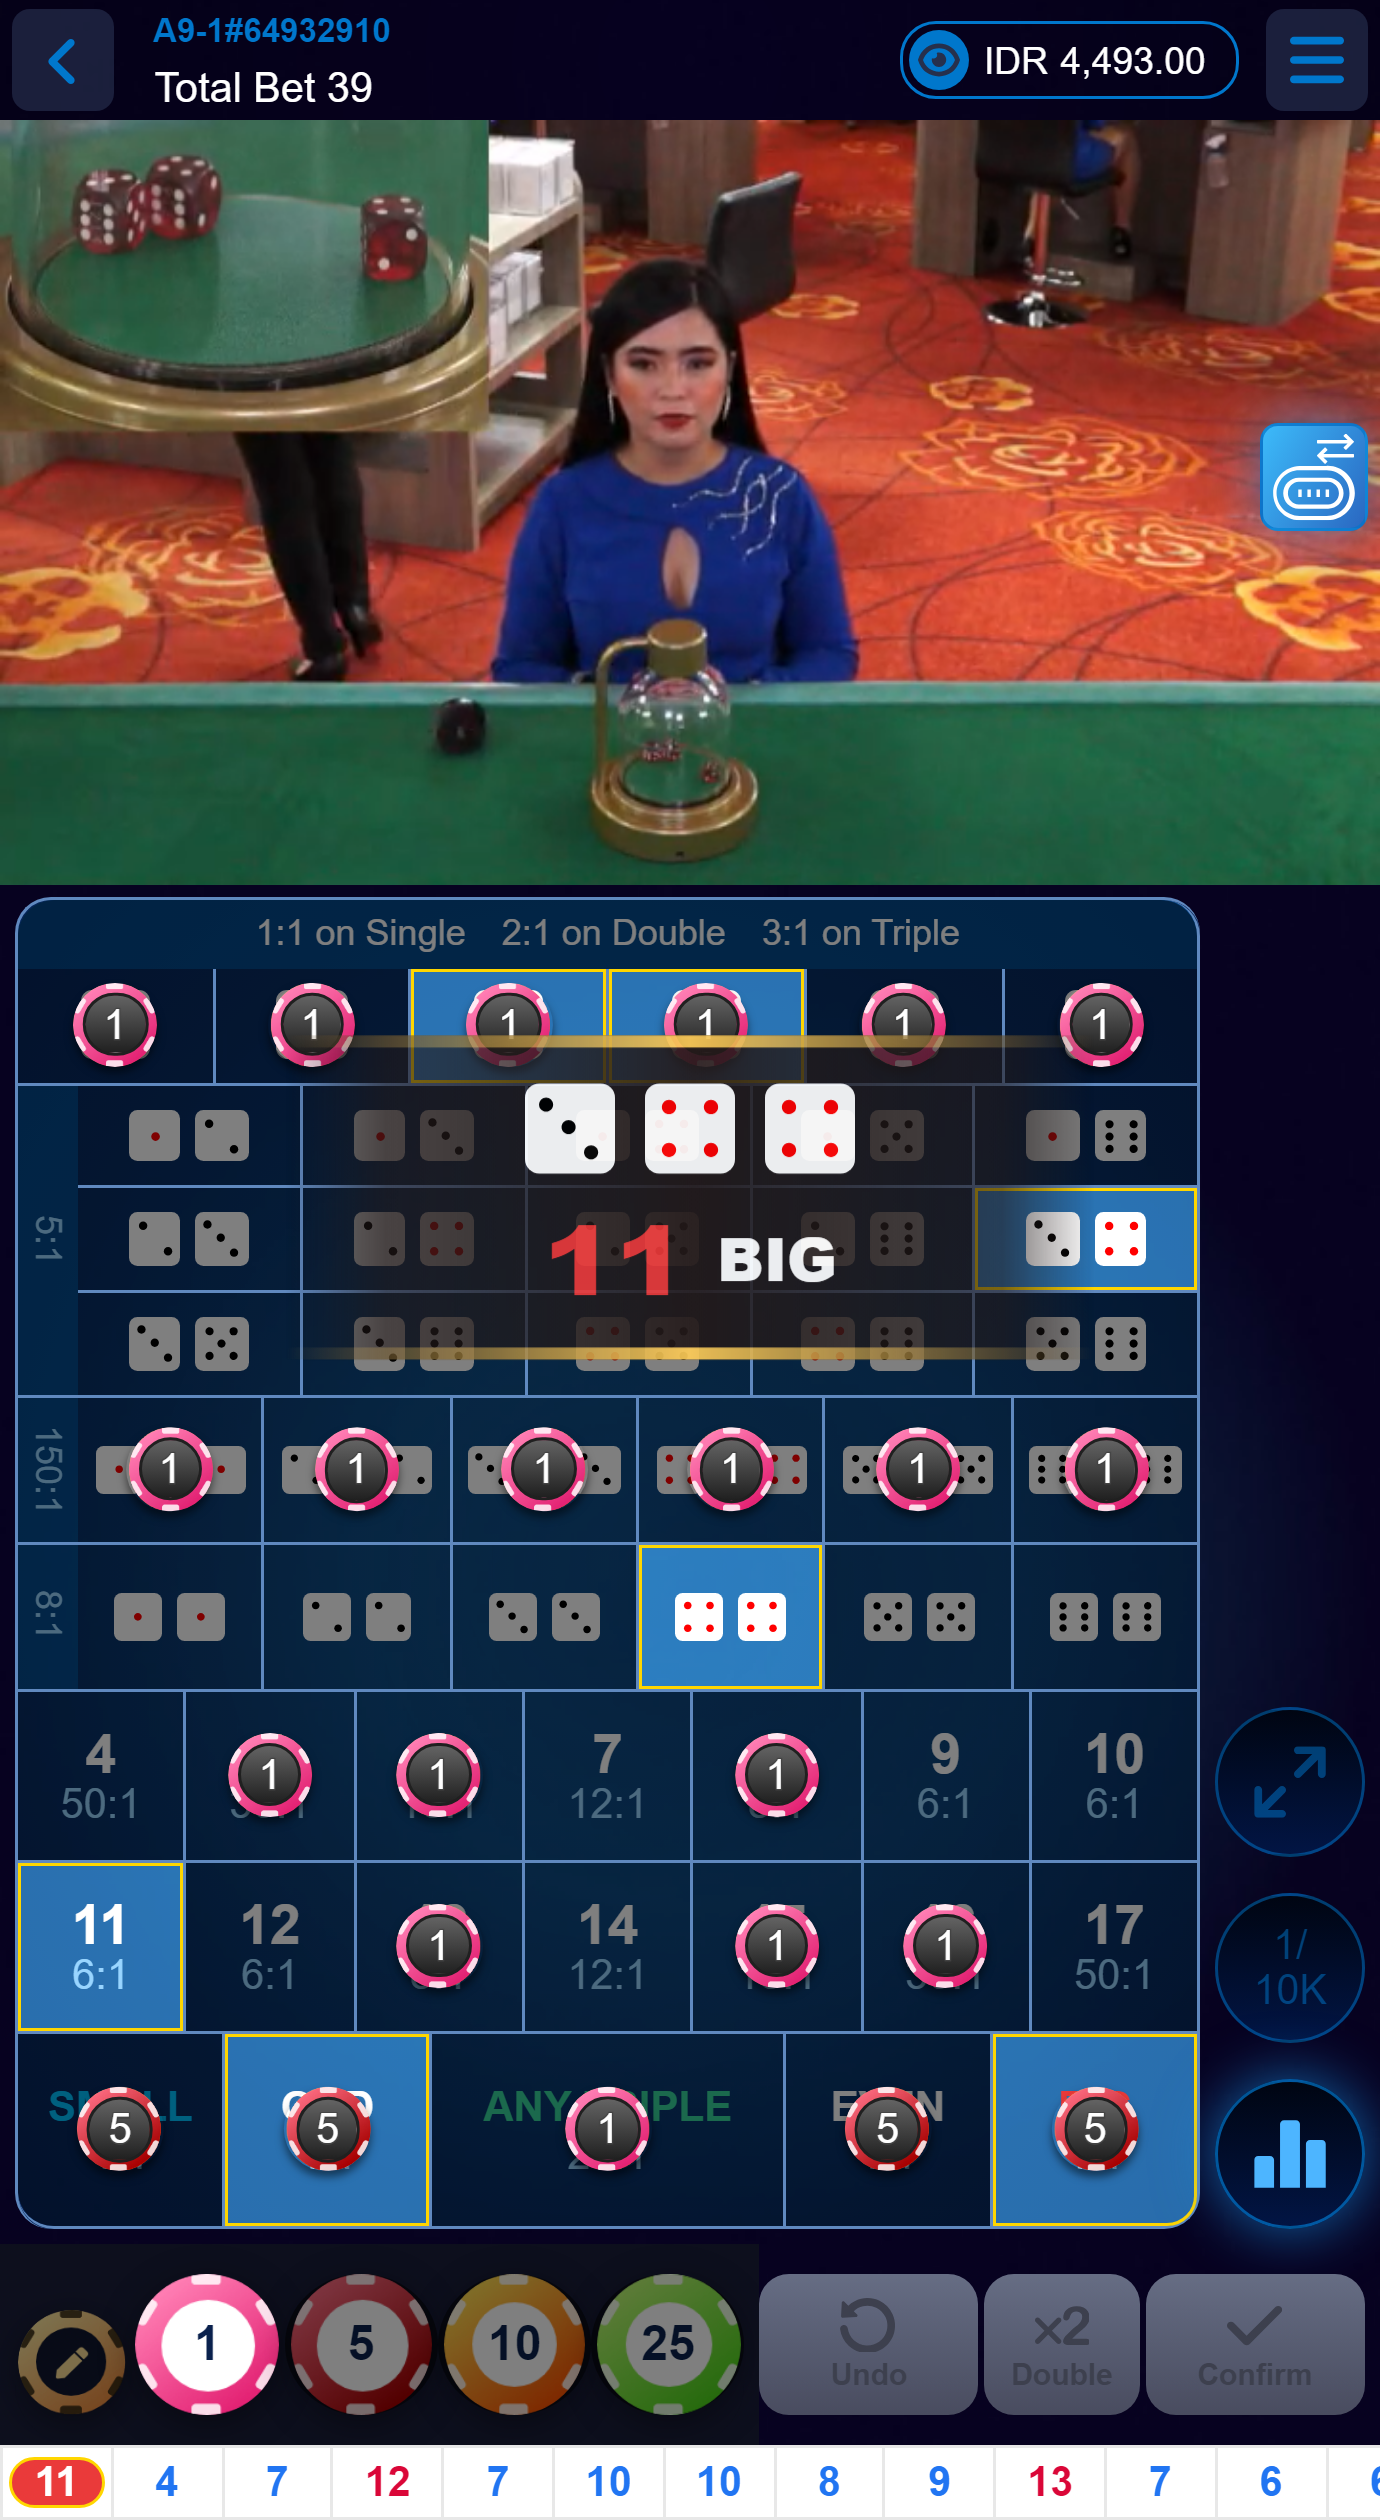 A9-1#64932910
Total Bet 39
IDR 4,493.00
1:1 on Single 2:1 on Double 3:1 on Triple
1 1 1 1 1 1
5:1
11 BIG
150:1
1 1 1 1 1 1
8:1
4 1 1 7 1 9 10
50:1 12:1 6:1 6:1
11 12 1 14 1 1 17
6:1 6:1 12:1 50:1
5 5 1 5 5
ANY
1/
10K
1 5 10 25
Undo
x2
Double
Confirm
11 4 7 12 7 10 10 8 9 13 7 6